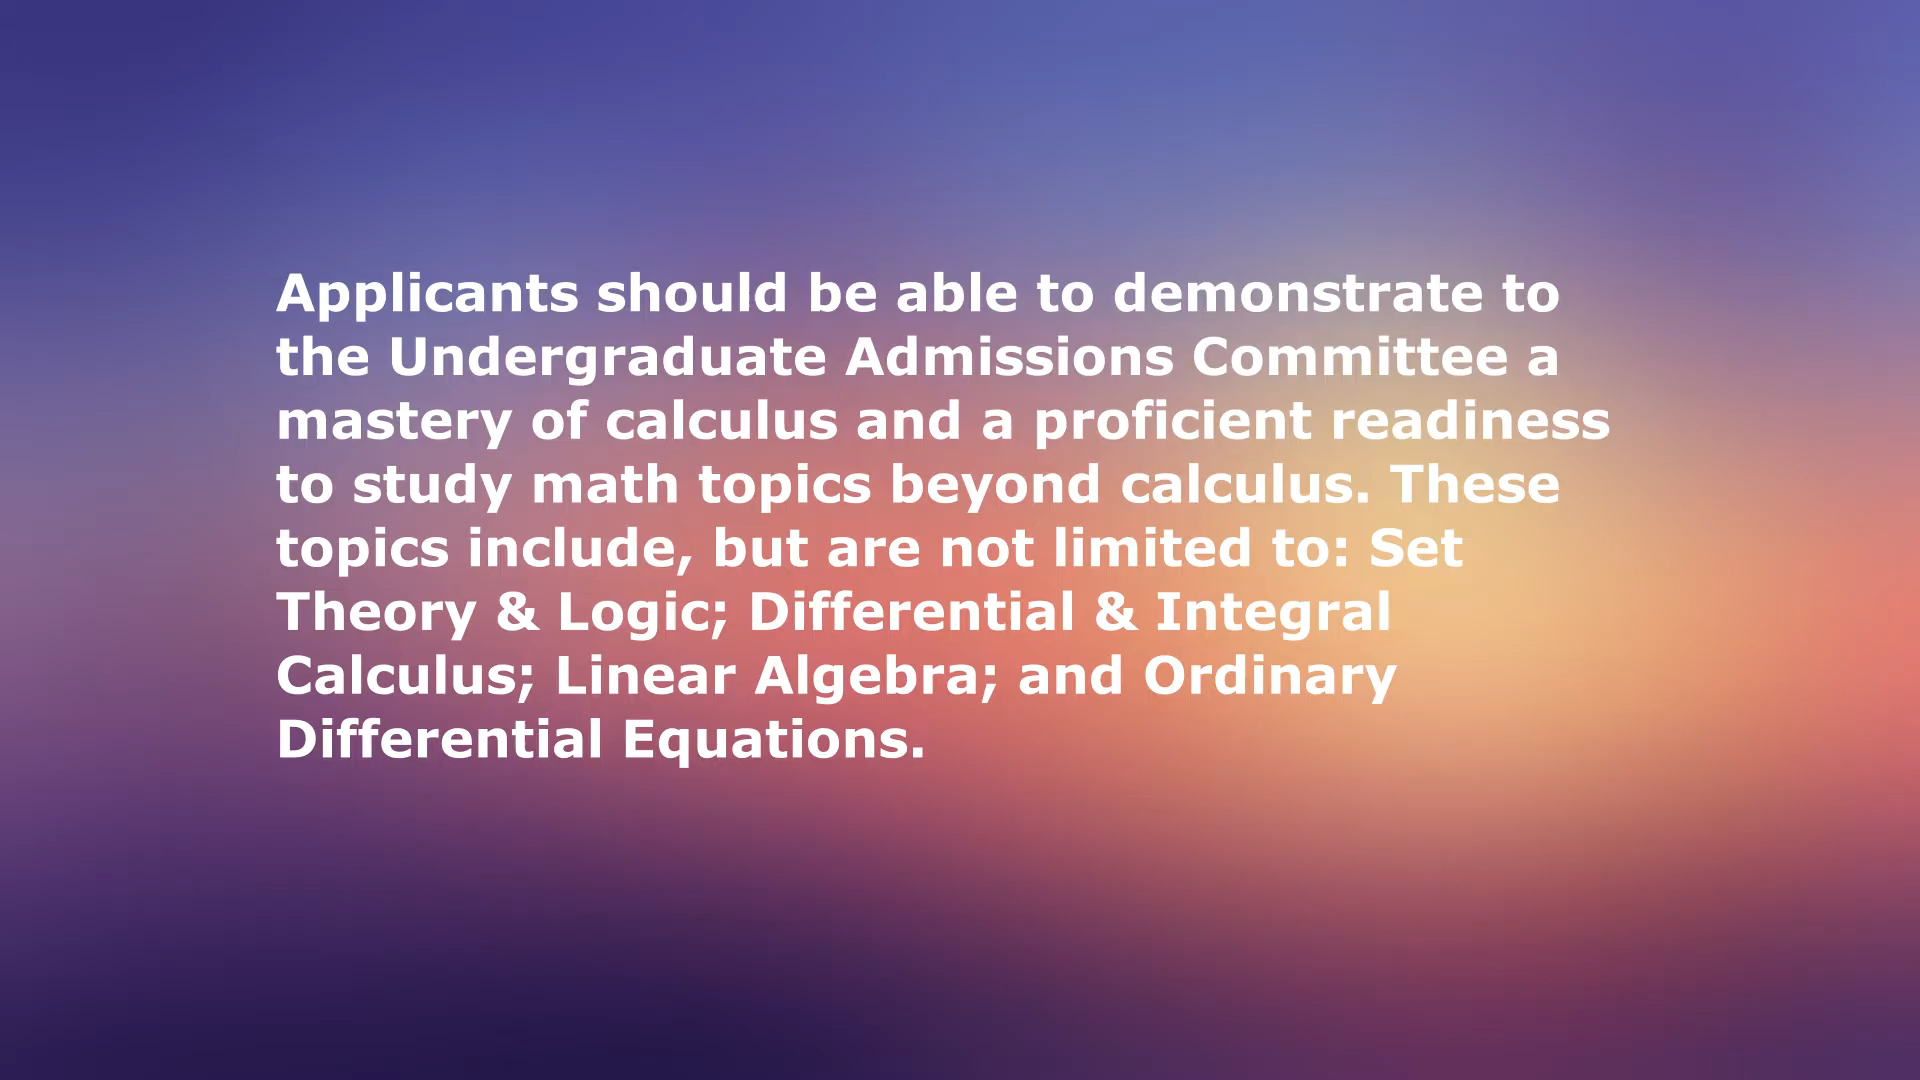 Applicants should be able to demonstrate to
the Undergraduate Admissions Committee a
mastery of calculus and a proficient readiness
to study math topics beyond calculus. These
topics include, but are not limited to: Set
Theory & Logic; Differential & Integral
Calculus; Linear Algebra; and Ordinary
Differential Equations.